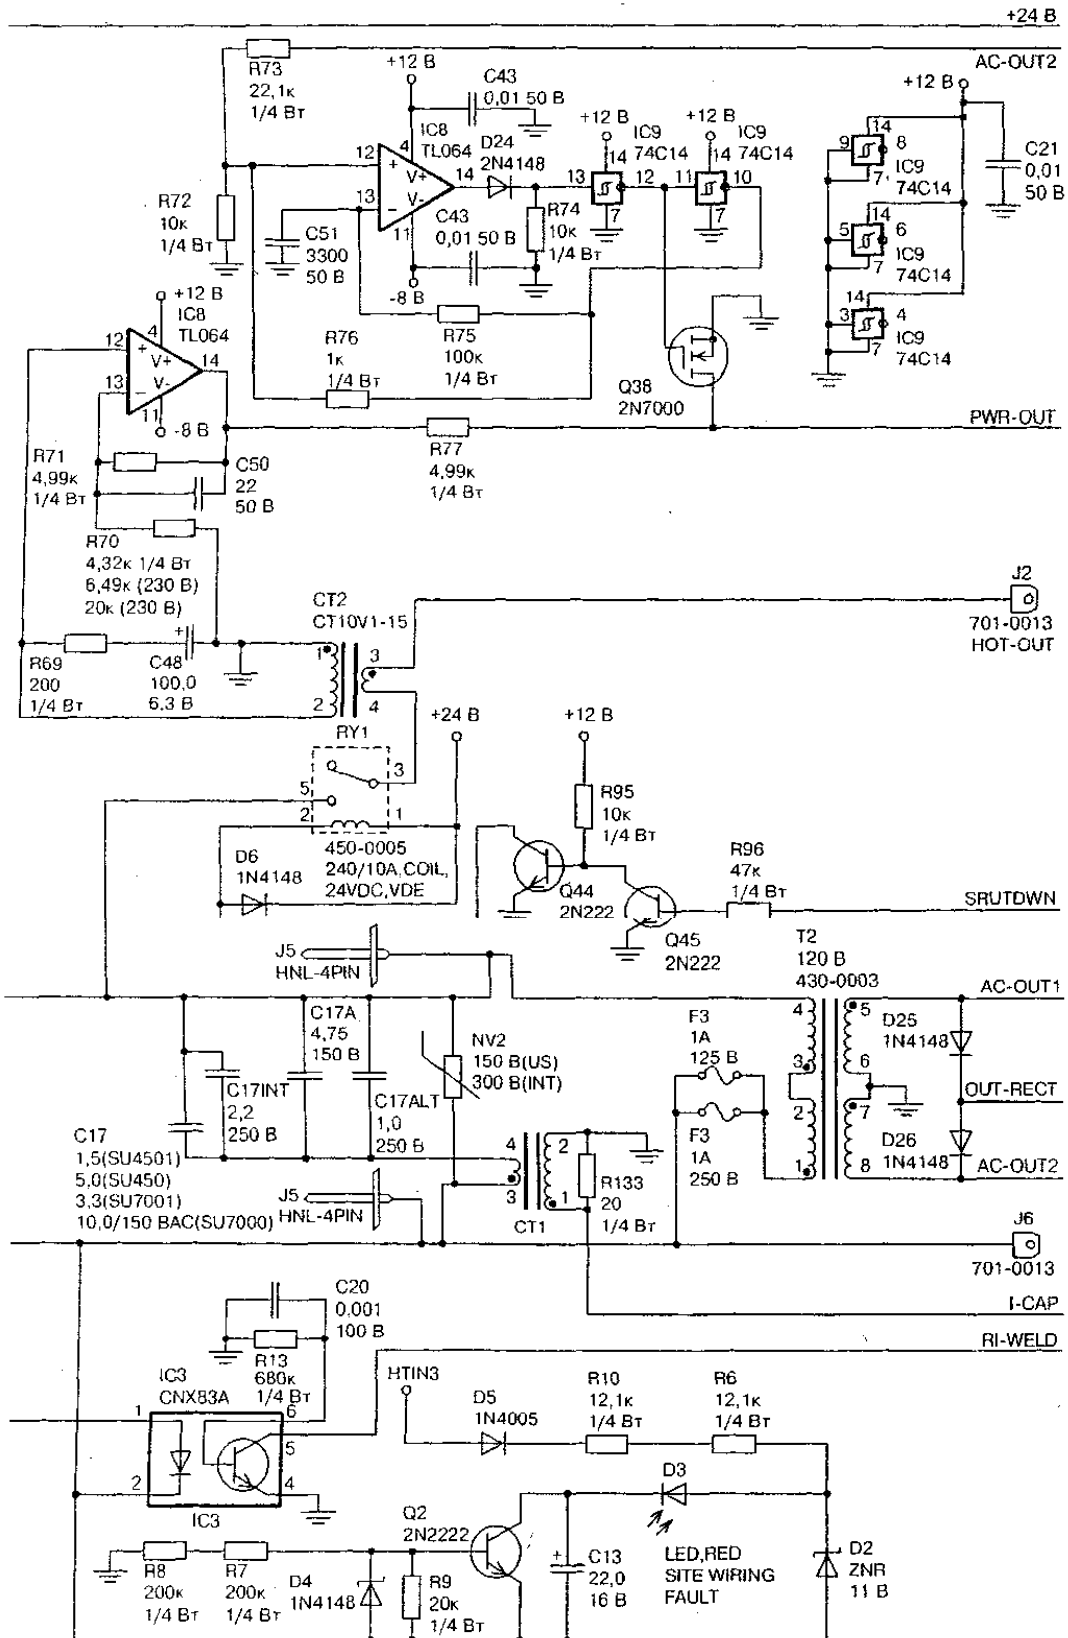 +24 В
AC-OUT2
R73
22,1к
1/4 Вт
+12 В
C43
0,01 50 В
IC8
TL064
D24
2N4148
+12 В
+12 В
IC9
74C14
IC9
74C14
+12 В
14
9
8
7
IC9
74C14
C21
0,01
50 В
12
+
4
V+
V-
14
13
−
11
13
14
12
7
11
14
10
7
R72
10к
1/4 Вт
C51
3300
50 В
C43
0,01 50 В
R74
10к
1/4 Вт
-8 В
14
5
6
7
IC9
74C14
14
3
4
7
IC9
74C14
+12 В
IC8
TL064
12
+
4
V+
V-
14
13
−
11
-8 В
R76
1к
1/4 Вт
R75
100к
1/4 Вт
Q38
2N7000
PWR-OUT
R71
4,99к
1/4 Вт
C50
22
50 В
R77
4,99к
1/4 Вт
R70
4,32к 1/4 Вт
6,49к (230 В)
20к (230 В)
CT2
CT10V1-15
J2
701-0013
HOT-OUT
R69
200
1/4 Вт
+
C48
100,0
6.3 В
1
2
3
4
RY1
+24 В
+12 В
3
5
2
1
450-0005
240/10A,COIL,
24VDC,VDE
D6
1N4148
R95
10к
1/4 Вт
Q44
2N222
R96
47к
1/4 Вт
SRUTDWN
Q45
2N222
J5
HNL-4PIN
T2
120 В
430-0003
AC-OUT1
4
5
3
6
2
7
1
8
D25
1N4148
OUT-RECT
D26
1N4148
AC-OUT2
F3
1A
125 В
F3
1A
250 В
C17A
4,75
150 В
NV2
150 В(US)
300 В(INT)
C17INT
2,2
250 В
C17ALT
1,0
250 В
C17
1,5(SU4501)
5,0(SU450)
3,3(SU7001)
10,0/150 ВАС(SU7000)
J5
HNL-4PIN
4
2
3
1
CT1
R133
20
1/4 Вт
J6
701-0013
I-CAP
RI-WELD
C20
0,001
100 В
R13
680к
1/4 Вт
IC3
CNX83A
1
2
6
5
4
IC3
HTIN3
D5
1N4005
R10
12,1к
1/4 Вт
R6
12,1к
1/4 Вт
D3
LED,RED
SITE WIRING
FAULT
Q2
2N2222
+
C13
22,0
16 В
D2
ZNR
11 В
R8
200к
1/4 Вт
R7
200к
1/4 Вт
D4
1N4148
R9
20к
1/4 Вт